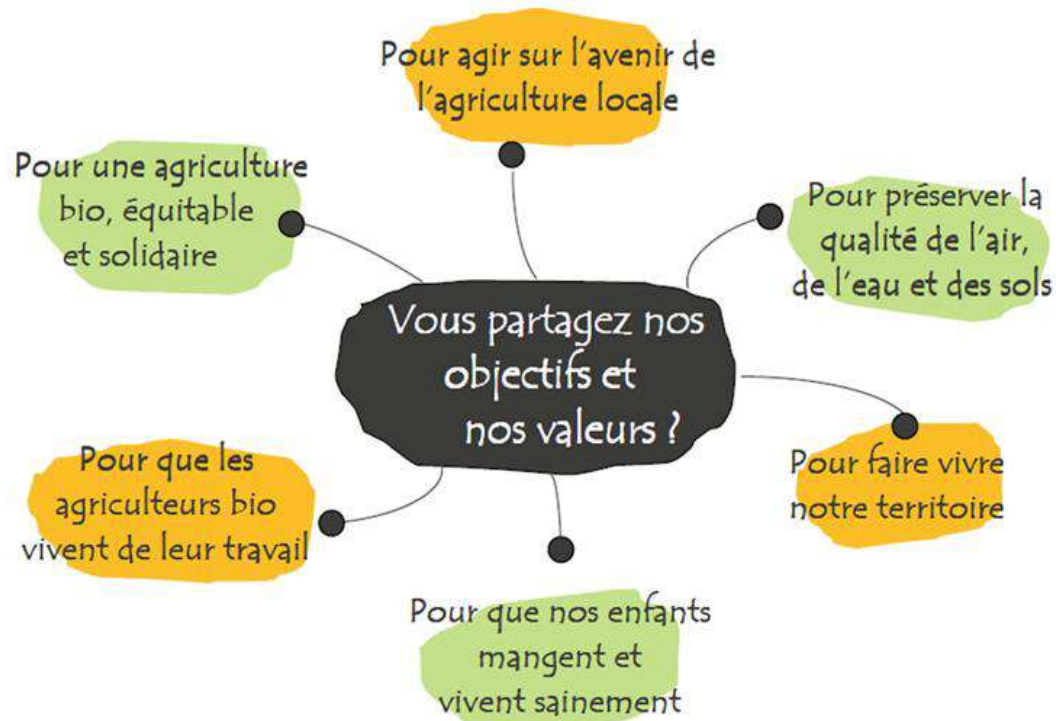 Pour agir sur l'avenir de
l'agriculture locale
Pour une agriculture
bio, équitable
et solidaire
Pour préserver la
qualité de l'air,
de l'eau et des sols
Vous partagez nos
objectifs et
nos valeurs ?
Pour que les
agriculteurs bio
vivent de leur travail
Pour faire vivre
notre territoire
Pour que nos enfants
mangent et
vivent sainement